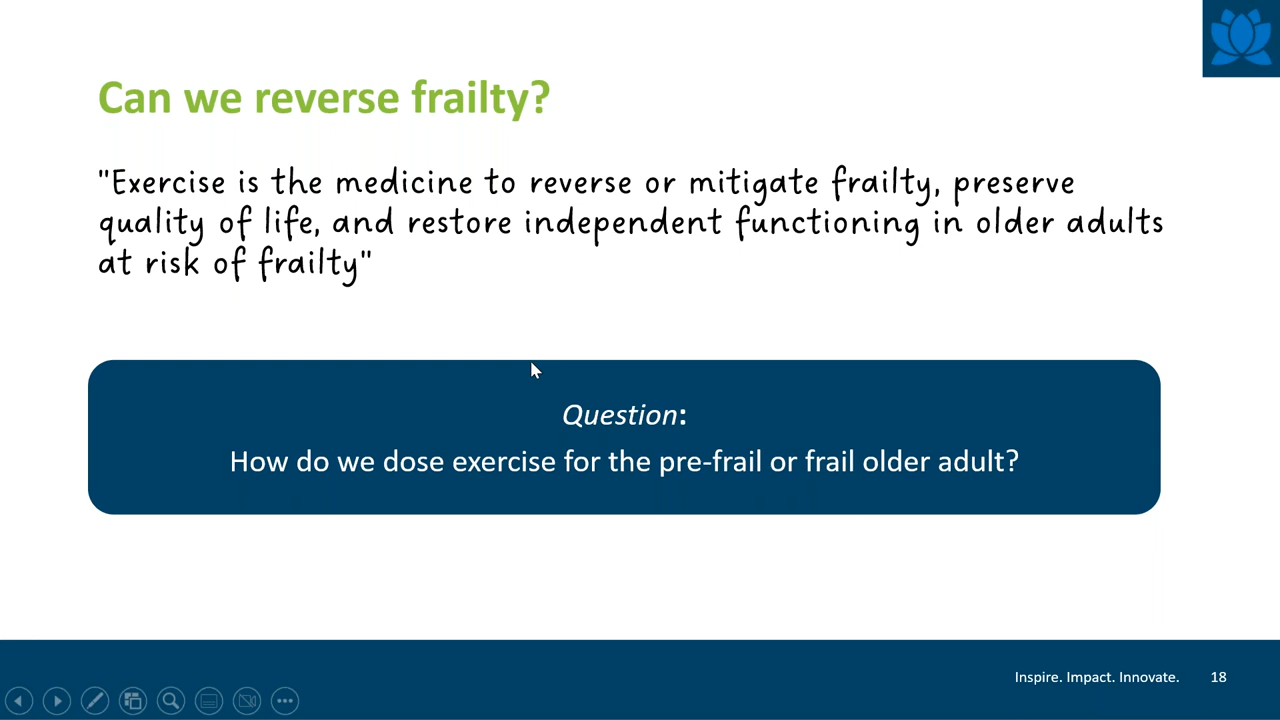 Can we reverse frailty?
"Exercise is the medicine to reverse or mitigate frailty, preserve
quality of life, and restore independent functioning in older adults
at risk of frailty"
Question:
How do we dose exercise for the pre-frail or frail older adult?
Inspire. Impact. Innovate. 18